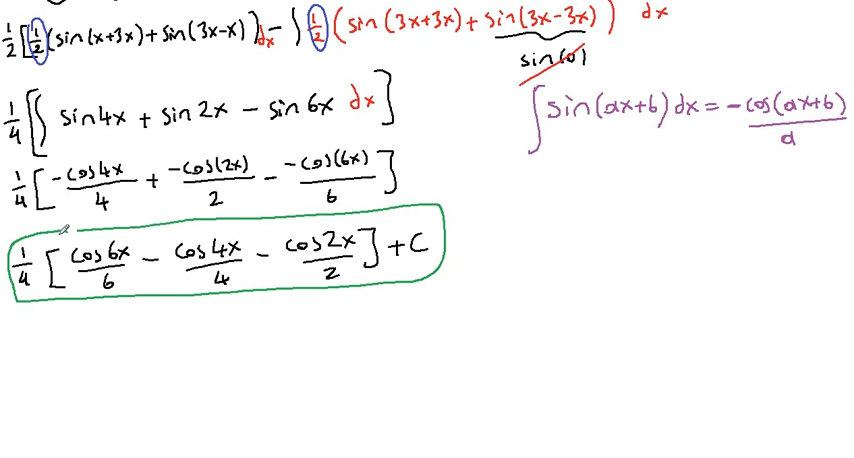 1/2 [ 1/2 (sin(x+3x) + sin(3x-x) ) dx - ∫ 1/2 (sin (3x+3x) + sin(3x-3x) ) dx
sin(0)
1/4 [ ∫ sin4x + sin2x - sin6x dx ]
∫ sin(ax+b) dx = -cos(ax+b)/a
1/4 [ -cos4x/4 + -cos(2x)/2 - -cos(6x)/6 ]
1/4 [ cos6x/6 - cos4x/4 - cos2x/2 ] + C